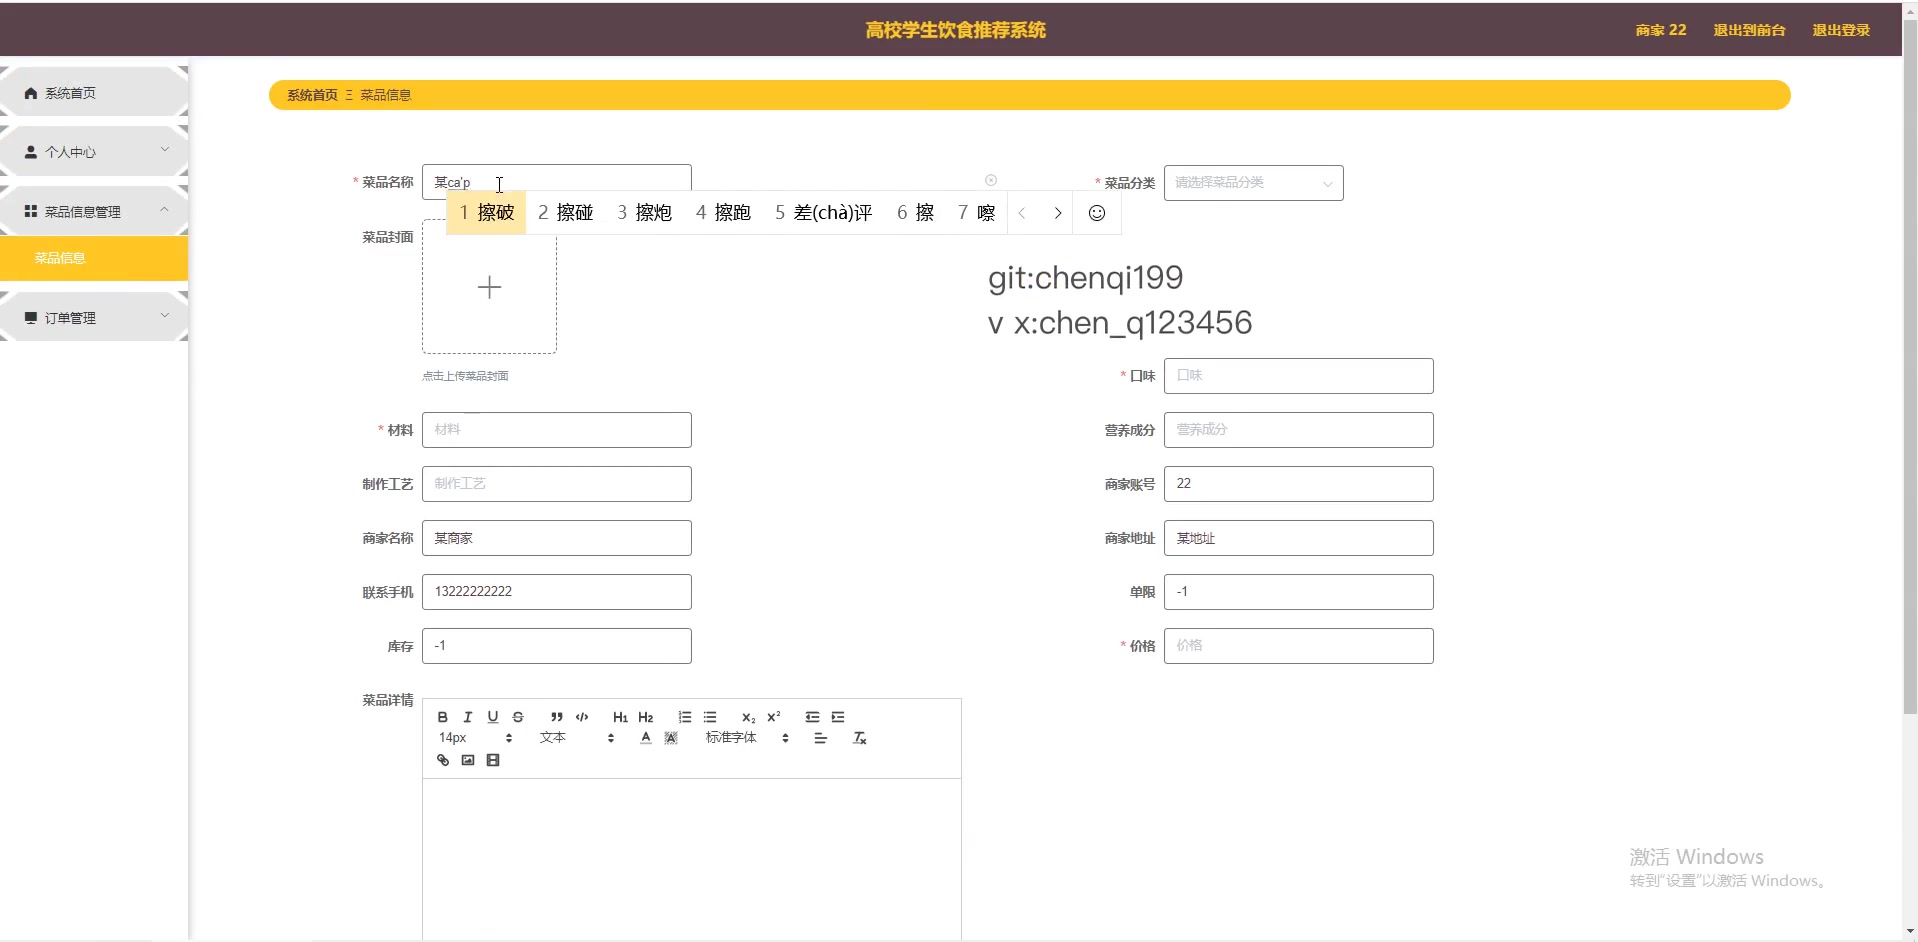 高校学生饮食推荐系统
商家 22 退出到前台 退出登录
系统首页
个人中心
菜品信息管理
菜品信息
订单管理
系统首页 Ξ 菜品信息
* 菜品名称 某ca'p
* 菜品分类 请选择菜品分类
1 擦破 2 擦碰 3 擦炮 4 擦跑 5 差(chà)评 6 擦 7 嚓
菜品封面
点击上传菜品封面
git:chenqi199
v x:chen_q123456
* 口味 口味
* 材料 材料
营养成分 营养成分
制作工艺 制作工艺
商家账号 22
商家名称 某商家
商家地址 某地址
联系手机 13222222222
单限 -1
库存 -1
* 价格 价格
菜品详情
B I U S ” </> H1 H2 X₂ X²
14px 文本 A A 标准字体 Tx
激活 Windows
转到“设置”以激活 Windows。